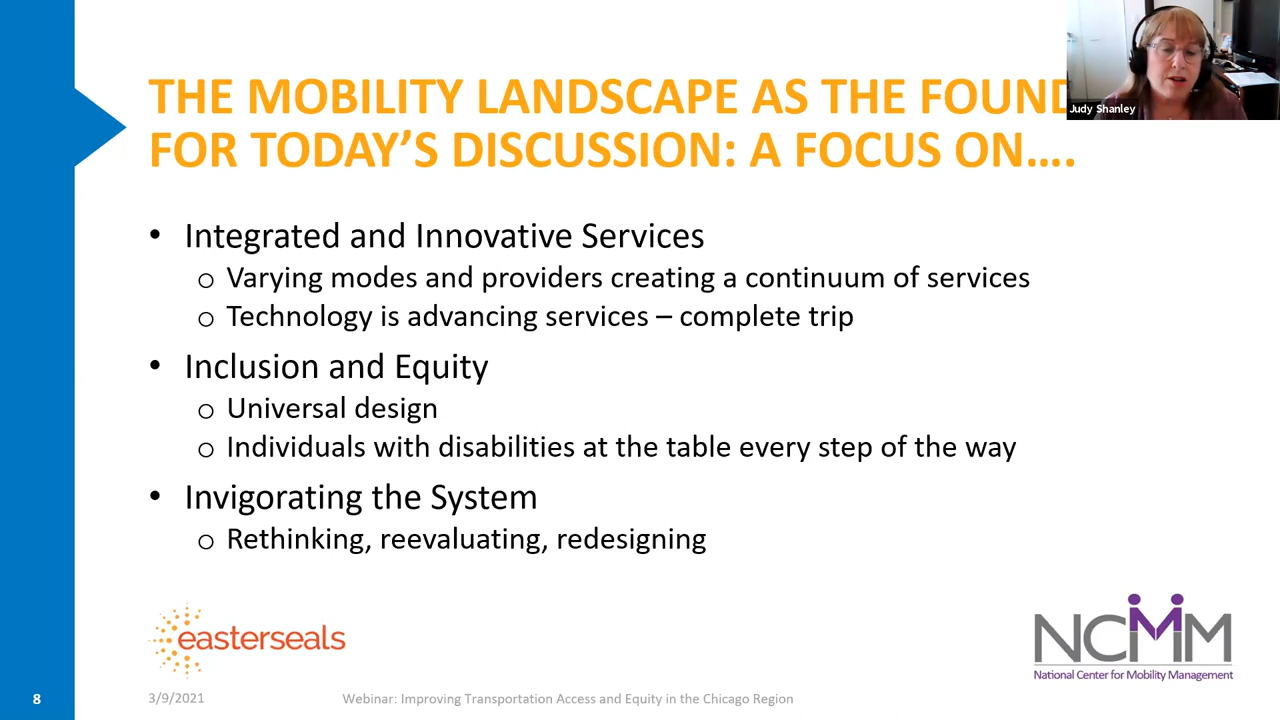 THE MOBILITY LANDSCAPE AS THE FOUND
FOR TODAY’S DISCUSSION: A FOCUS ON….
Judy Shanley
• Integrated and Innovative Services
o Varying modes and providers creating a continuum of services
o Technology is advancing services – complete trip
• Inclusion and Equity
o Universal design
o Individuals with disabilities at the table every step of the way
• Invigorating the System
o Rethinking, reevaluating, redesigning
easterseals
NCMM
National Center for Mobility Management
8
3/9/2021
Webinar: Improving Transportation Access and Equity in the Chicago Region